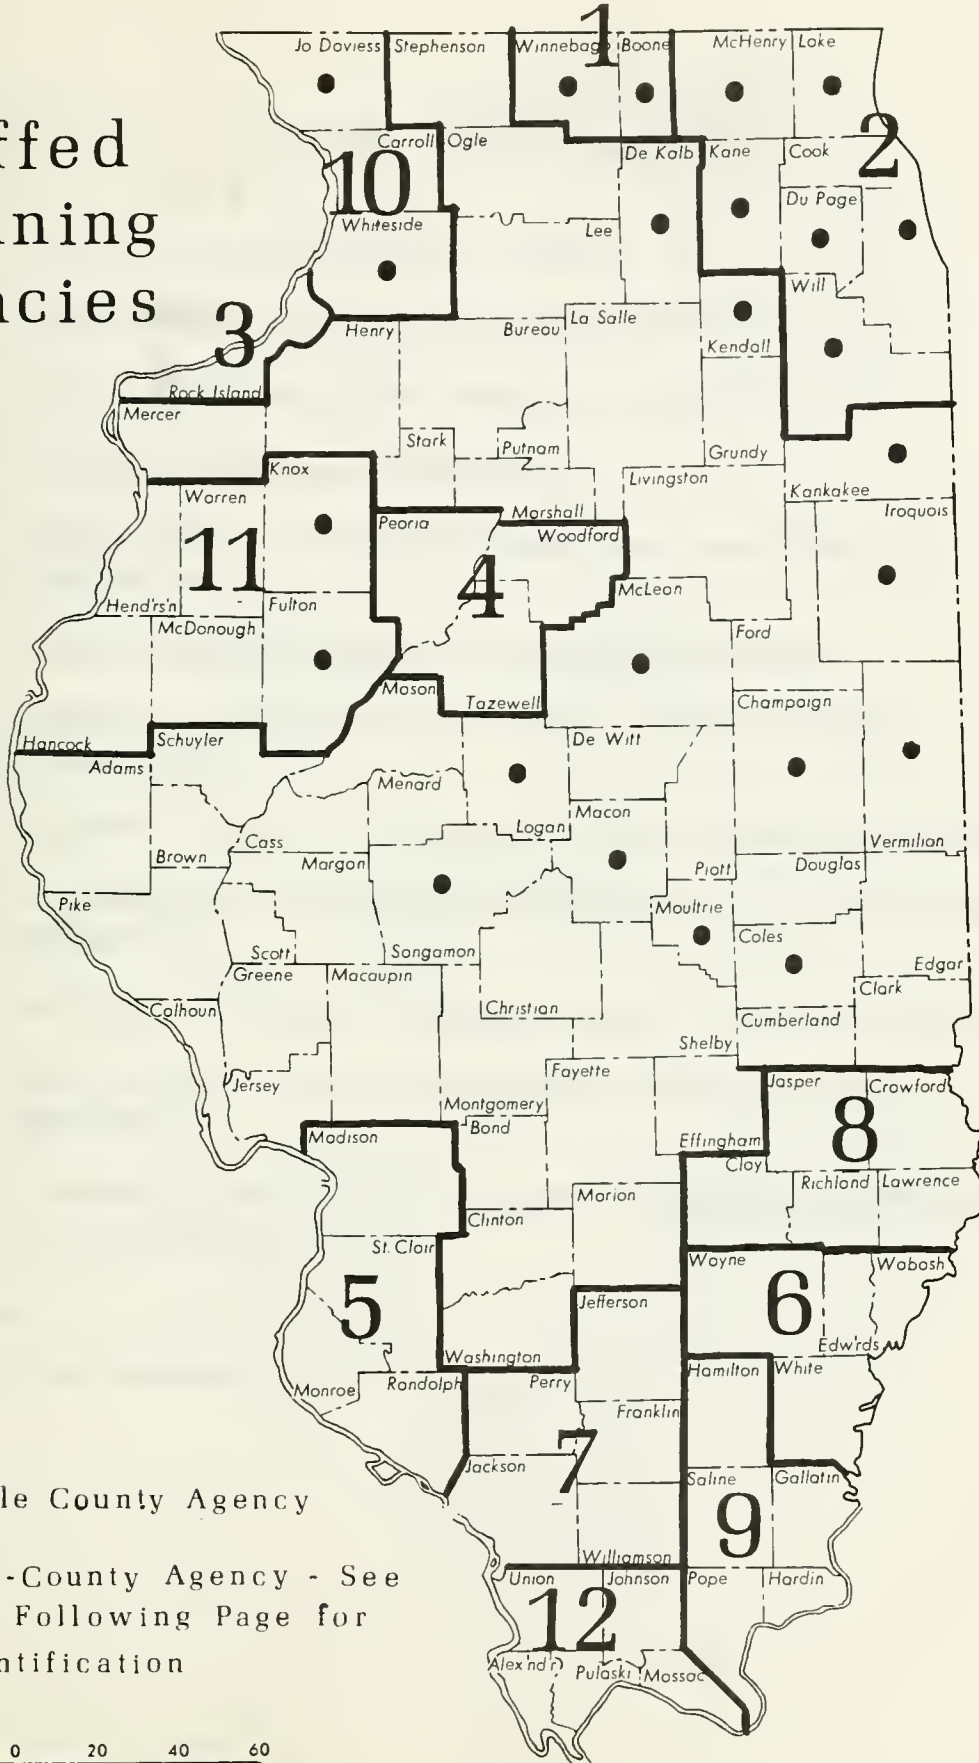 ffed
ning
ncies
Jo Daviess Stephenson Winnebago Boone McHenry Lake
1
2
Carroll Ogle De Kalb Kane Cook
10
Du Page
Whiteside Lee
3
Will
Henry Bureau La Salle
Kendall
Rock Island
Mercer
Stark Putnam
Grundy
Knox
Livingston
Warren Kankakee
Peoria Marshall Iroquois
Woodford
11
4
McLean
Hend'rs'n Fulton
McDonough Ford
Mason
Tazewell Champaign
Hancock Schuyler De Witt
Adams
Menard
Macon
Logan
Cass Vermilion
Brown Morgan Piatt Douglas
Pike Moultrie
Coles
Scott Sangamon
Greene Macaupin Edgar
Clark
Calhoun Christian
Cumberland
Shelby
Fayette
Jersey Jasper Crawford
Montgomery
Bond
8
Madison
Effingham
Clay
Richland Lawrence
Marion
Clinton
St. Clair
Wayne Wabash
5
6
Jefferson
Edw'rds
Washington
Hamilton White
Monroe Randolph Perry
Franklin
7
Jackson
Saline Gallatin
le County Agency
9
Williamson
-County Agency - See
Union Johnson Pope Hardin
12
Following Page for
ntification
Alex'nd'r Pulaski Massac
0 20 40 60